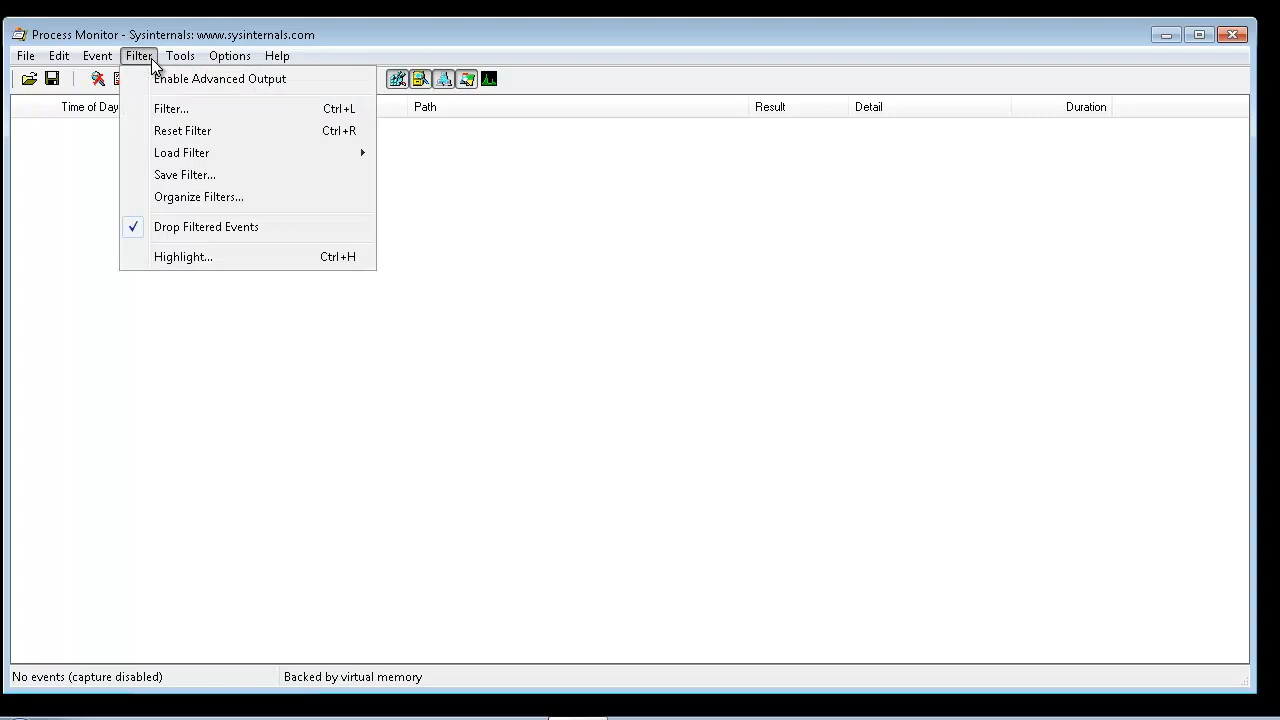 Process Monitor - Sysinternals: www.sysinternals.com
File Edit Event Filter Tools Options Help
Enable Advanced Output
Time of Day Path Result Detail Duration
Filter... Ctrl+L
Reset Filter Ctrl+R
Load Filter
Save Filter...
Organize Filters...
Drop Filtered Events
Highlight... Ctrl+H
No events (capture disabled) Backed by virtual memory